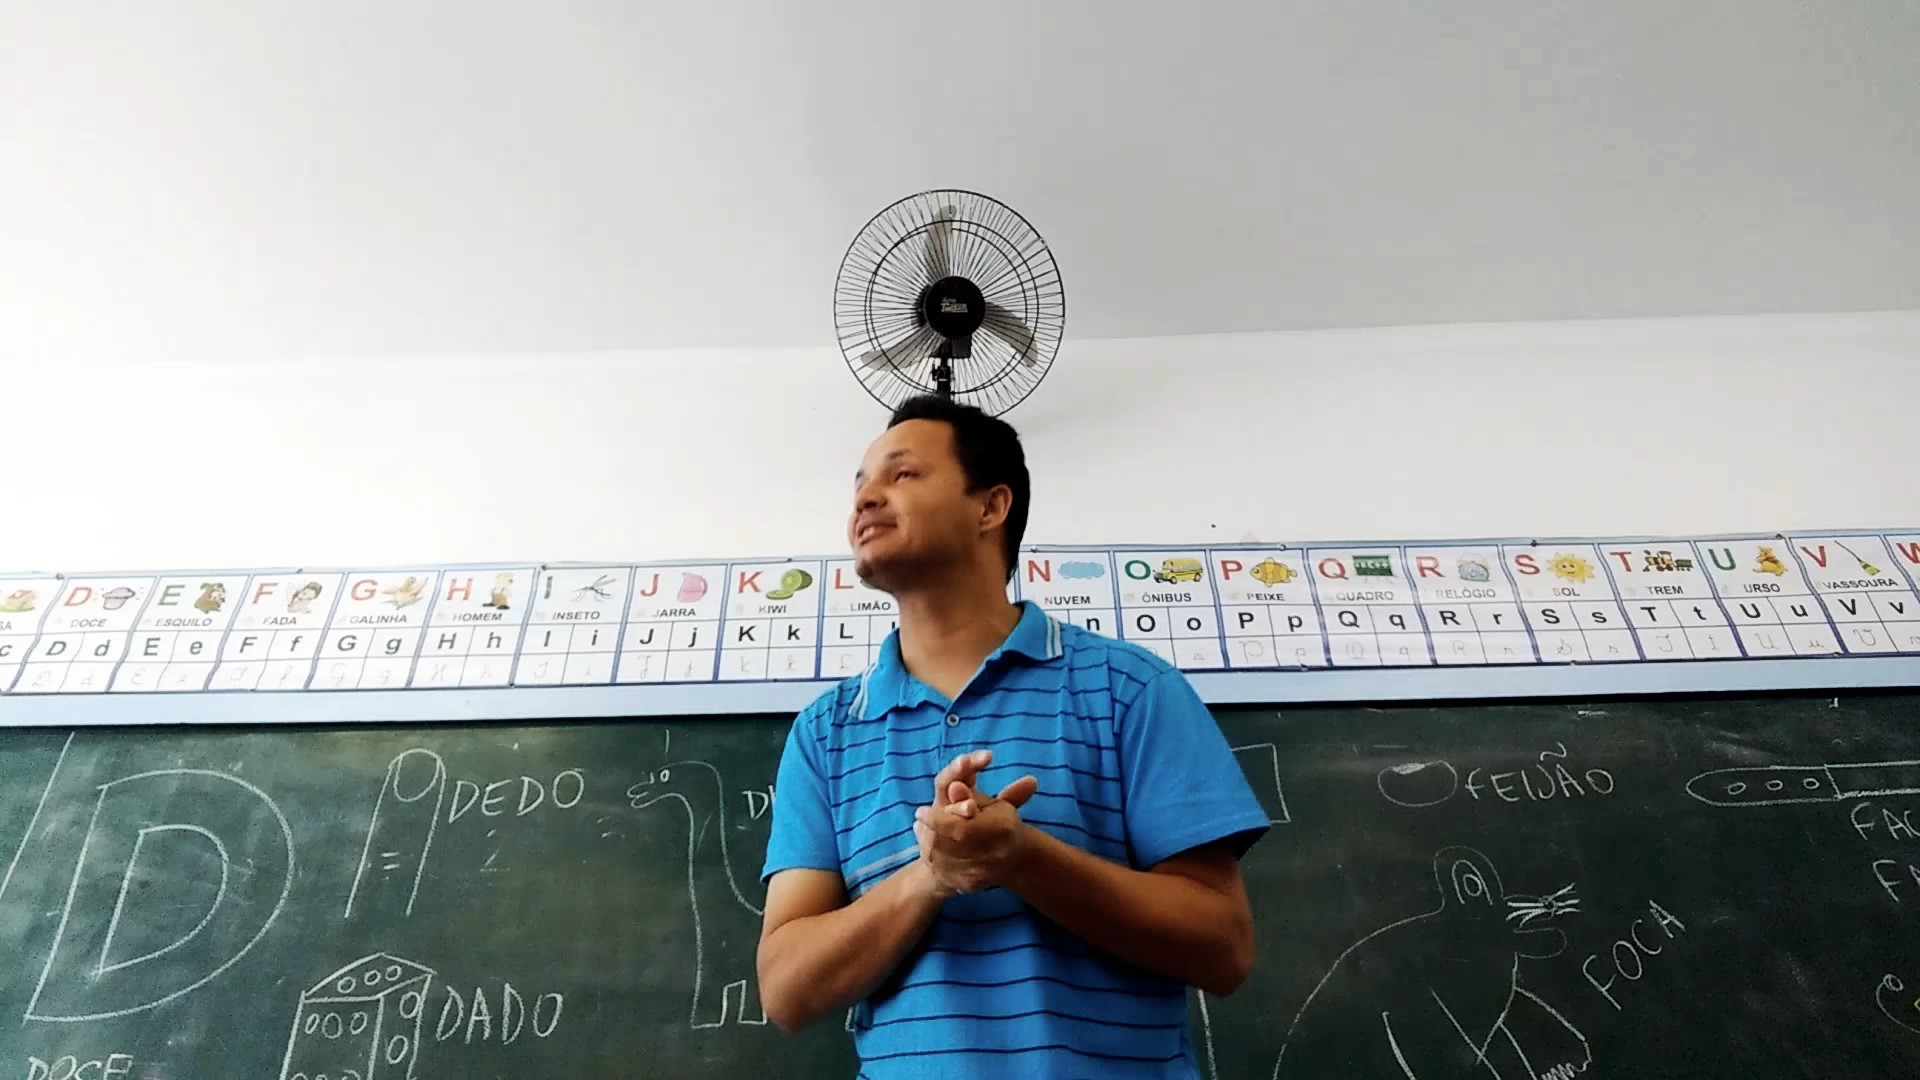 D E F G H I J K L N O P Q R S T U V W
DOCE ESQUILO FADA GALINHA HOMEM INSETO JARRA KIWI LIMÃO NUVEM ÔNIBUS PEIXE QUADRO RELÓGIO SOL TREM URSO VASSOURA
c D d E e F f G g H h I i J j K k L n O o P p Q q R r S s T t U u V v
D d E e F f G g H h I i J j K k L P p Q q R r S s T t U u V v
D
DEDO
FEIJÃO
FOCA
DADO
DOCE